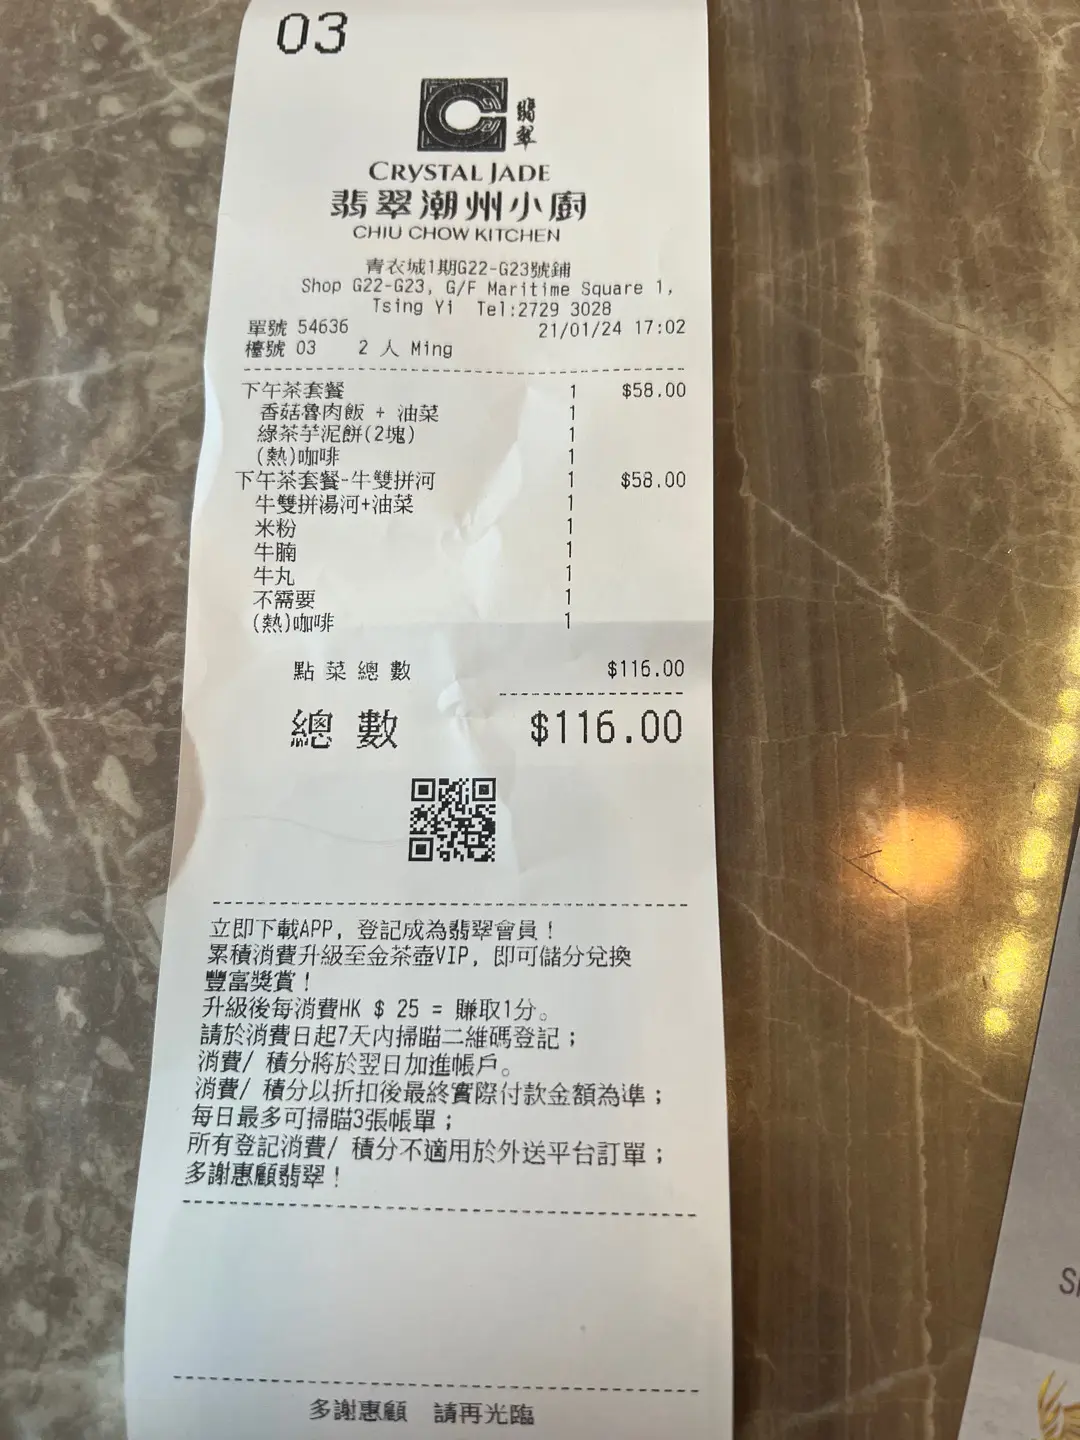 03
翡翠
CRYSTAL JADE
翡翠潮州小廚
CHIU CHOW KITCHEN
青衣城1期G22-G23號鋪
Shop G22-G23, G/F Maritime Square 1,
Tsing Yi Tel:2729 3028
單號 54636 21/01/24 17:02
檯號 03 2 人 Ming
下午茶套餐 1 $58.00
香菇魯肉飯 + 油菜 1
綠茶芋泥餅(2塊) 1
(熱)咖啡 1
下午茶套餐-牛雙拼河 1 $58.00
牛雙拼湯河+油菜 1
米粉 1
牛腩 1
牛丸 1
不需要 1
(熱)咖啡 1
點菜總數 $116.00
總數 $116.00
立即下載APP, 登記成為翡翠會員!
累積消費升級至金茶壺VIP, 即可儲分兌換
豐富獎賞!
升級後每消費HK $ 25 = 賺取1分。
請於消費日起7天內掃瞄二維碼登記;
消費/ 積分將於翌日加進帳戶。
消費/ 積分以折扣後最終實際付款金額為準;
每日最多可掃瞄3張帳單;
所有登記消費/ 積分不適用於外送平台訂單;
多謝惠顧翡翠!
多謝惠顧 請再光臨